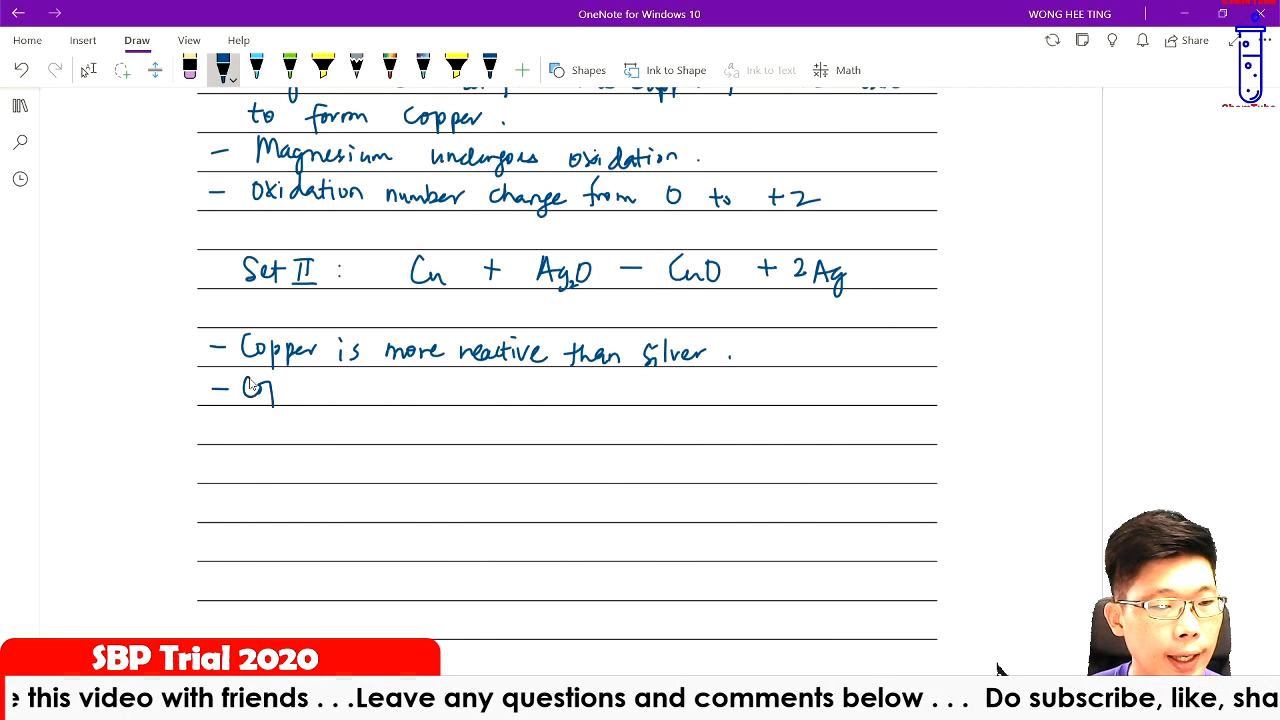 OneNote for Windows 10
WONG HEE TING
Home Insert Draw View Help
Share
Shapes Ink to Shape Ink to Text Math
to form copper.
- Magnesium undergoes oxidation.
- Oxidation number change from 0 to +2
Set II : Cu + Ag₂O - CuO + 2Ag
- Copper is more reactive than silver.
- Co
SBP Trial 2020
e this video with friends . . .Leave any questions and comments below . . . Do subscribe, like, sha